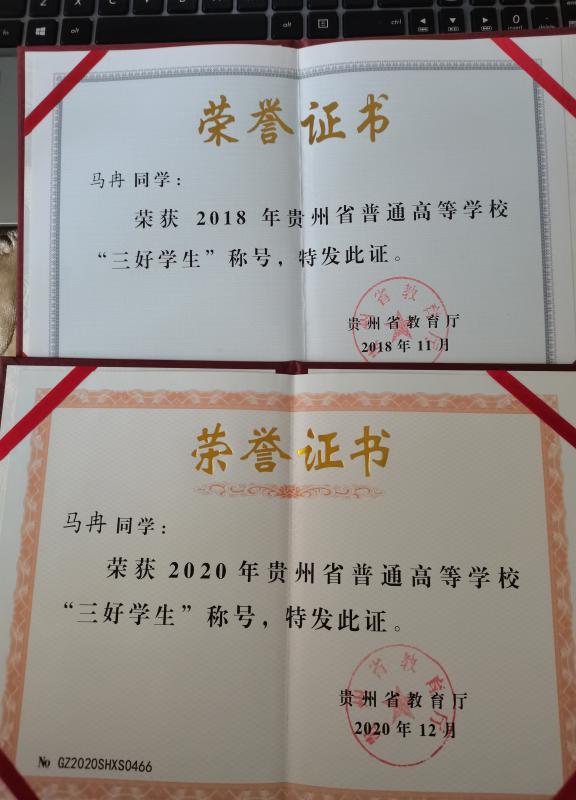 Z
X
C
V
B
N
M
alt
ctrl
0
荣誉证书
马冉同学：
荣获 2018 年贵州省普通高等学校
“三好学生”称号，特发此证。
贵州省教育厅
2018 年 11 月
荣誉证书
马冉同学：
荣获 2020 年贵州省普通高等学校
“三好学生”称号，特发此证。
贵州省教育厅
2020 年 12 月
№ GZ2020SHXS0466